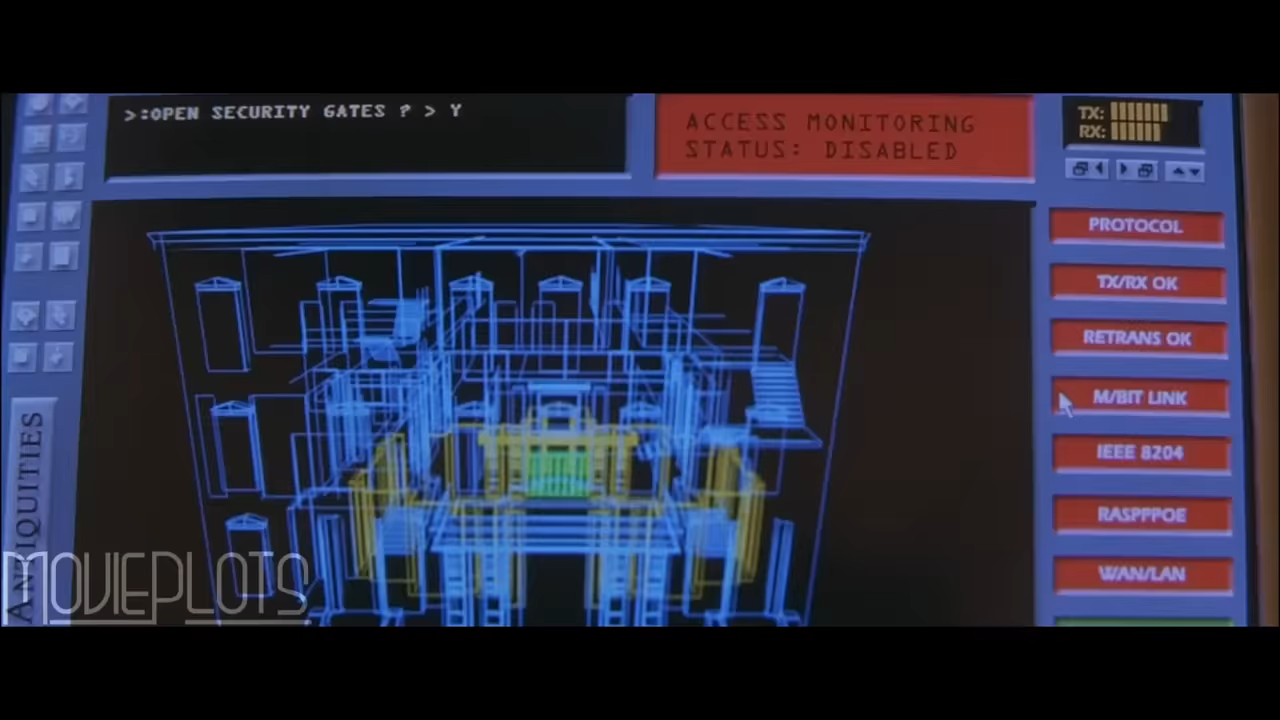 >:OPEN SECURITY GATES ? > Y
ACCESS MONITORING
STATUS: DISABLED
TX:
RX:
PROTOCOL
TX/RX OK
RETRANS OK
M/BIT LINK
IEEE 8204
RASPPPOE
WAN/LAN
ANTIQUITIES
MOVIEPLOTS